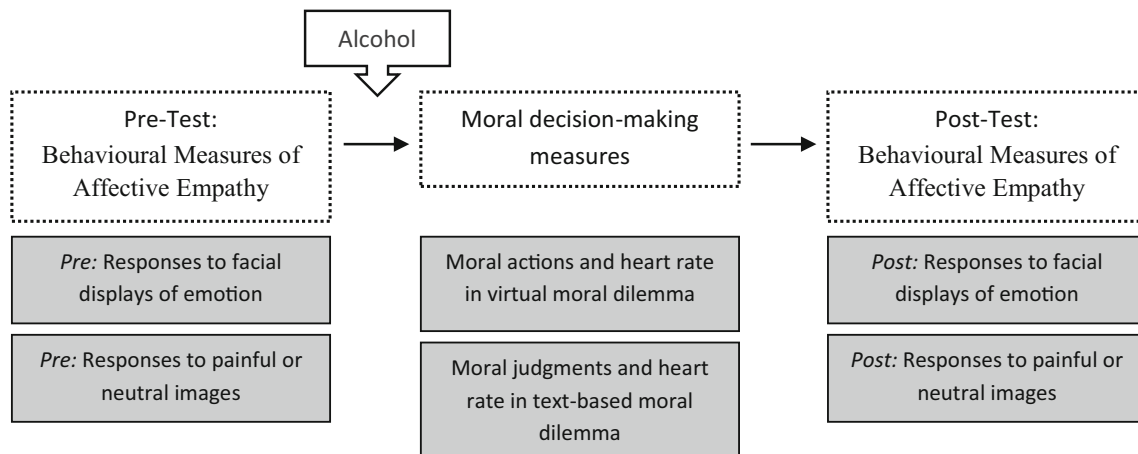 Alcohol
Pre-Test:
Behavioural Measures of
Affective Empathy
Moral decision-making
measures
Post-Test:
Behavioural Measures of
Affective Empathy
Pre: Responses to facial
displays of emotion
Moral actions and heart rate
in virtual moral dilemma
Post: Responses to facial
displays of emotion
Pre: Responses to painful or
neutral images
Moral judgments and heart
rate in text-based moral
dilemma
Post: Responses to painful or
neutral images